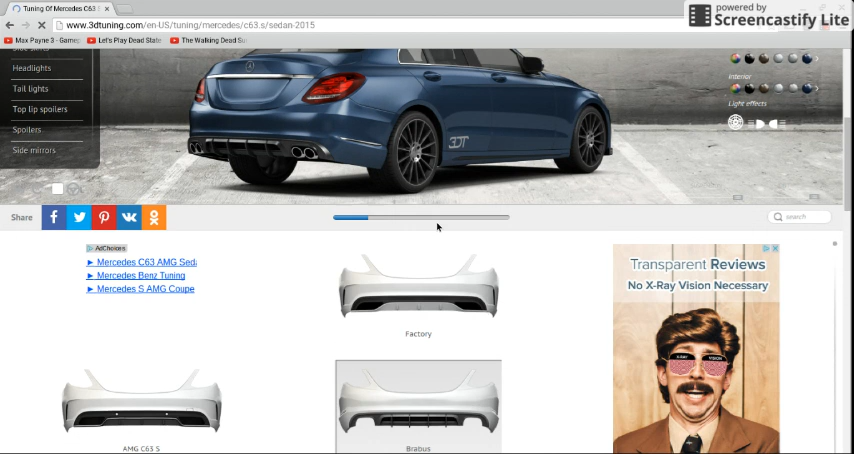 Tuning Of Mercedes C63
powered by
Screencastify Lite
www.3dtuning.com/en-US/tuning/mercedes/c63.s/sedan-2015
Max Payne 3 - Gamep
Let's Play Dead State
The Walking Dead Su
Headlights
Tail lights
Top lip spoilers
Spoilers
Side mirrors
Interior
Light effects
3DT
Share
search
AdChoices
► Mercedes C63 AMG Seda
► Mercedes Benz Tuning
► Mercedes S AMG Coupe
Factory
AMG C63 S
Brabus
Transparent Reviews
No X-Ray Vision Necessary
X-RAY
VISION